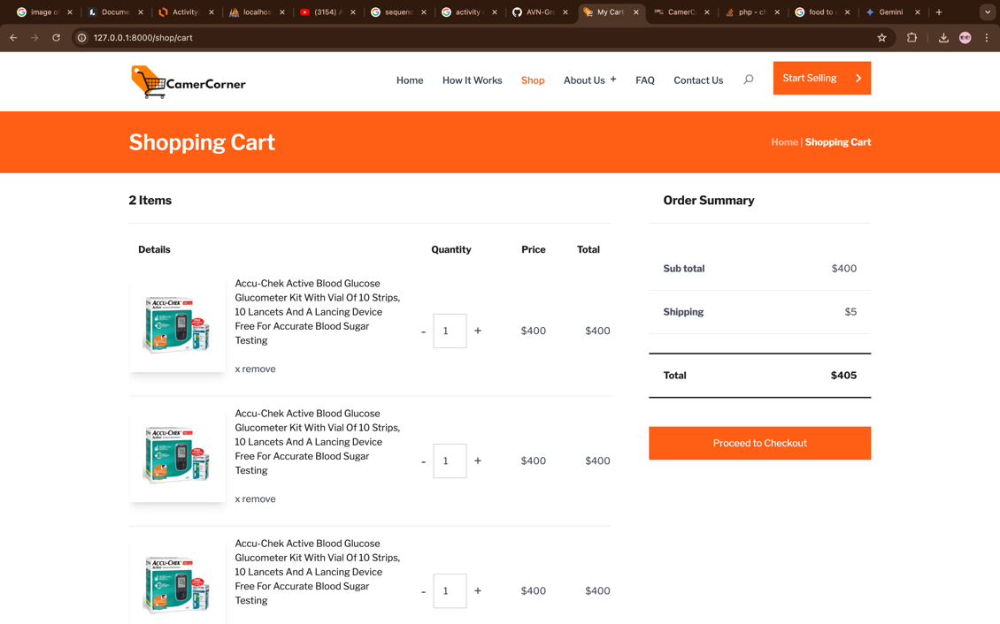 image o
Docume
Activity:
localhos
(3154) A
sequenc
activity
AVN-Gro
My Cart
CamerCo
php - ch
food to
Gemini
127.0.0.1:8000/shop/cart
CamerCorner
Home
How It Works
Shop
About Us +
FAQ
Contact Us
Start Selling
Shopping Cart
Home | Shopping Cart
2 Items
Details
Quantity
Price
Total
Accu-Chek Active Blood Glucose
Glucometer Kit With Vial Of 10 Strips,
10 Lancets And A Lancing Device
Free For Accurate Blood Sugar
Testing
- 1 +
$400
$400
x remove
ACCU-CHEK
Active
Accu-Chek Active Blood Glucose
Glucometer Kit With Vial Of 10 Strips,
10 Lancets And A Lancing Device
Free For Accurate Blood Sugar
Testing
- 1 +
$400
$400
x remove
ACCU-CHEK
Active
Accu-Chek Active Blood Glucose
Glucometer Kit With Vial Of 10 Strips,
10 Lancets And A Lancing Device
Free For Accurate Blood Sugar
Testing
- 1 +
$400
$400
ACCU-CHEK
Active
Order Summary
Sub total $400
Shipping $5
Total $405
Proceed to Checkout